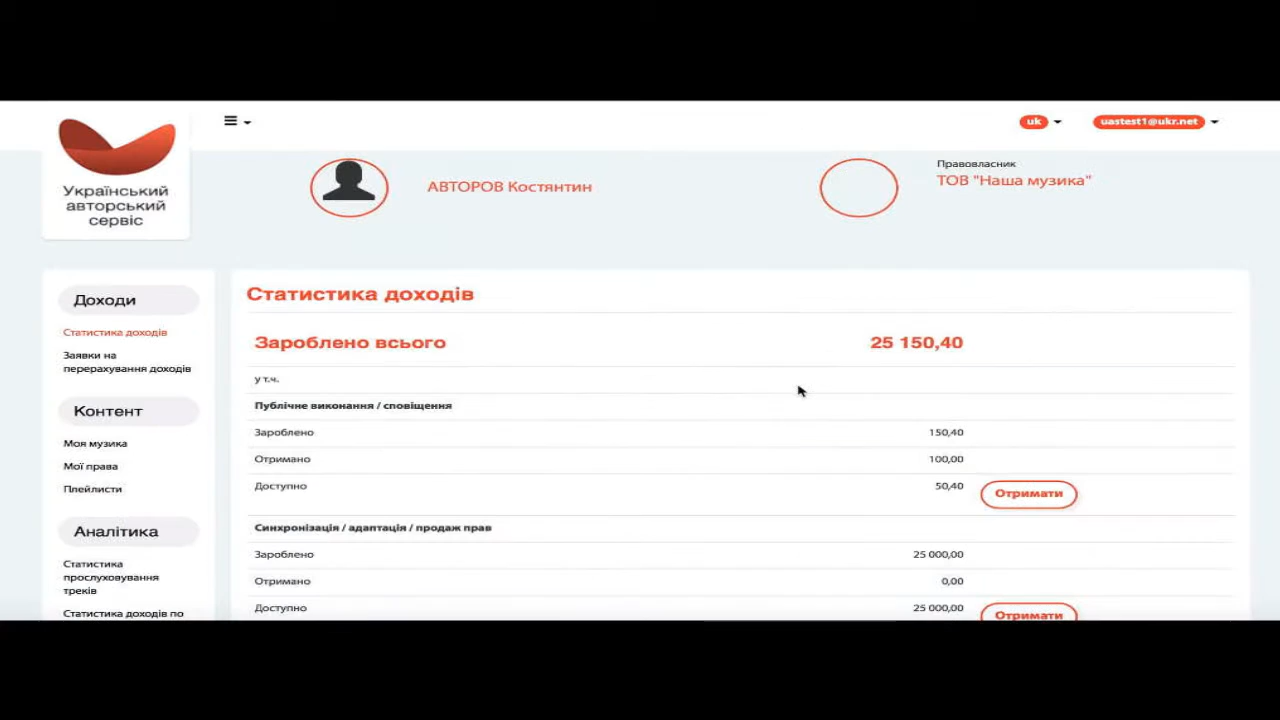 uk
uastest1@ukr.net
Український
авторський
сервіс
АВТОРОВ Костянтин
Правовласник
ТОВ "Наша музика"
Доходи
Статистика доходів
Заявки на
перерахування доходів
Контент
Моя музика
Мої права
Плейлисти
Аналітика
Статистика
прослуховування
треків
Статистика доходів по
Статистика доходів
Зароблено всього 25 150,40
у т.ч.
Публічне виконання / сповіщення
Зароблено 150,40
Отримано 100,00
Доступно 50,40 Отримати
Синхронізація / адаптація / продаж прав
Зароблено 25 000,00
Отримано 0,00
Доступно 25 000,00 Отримати